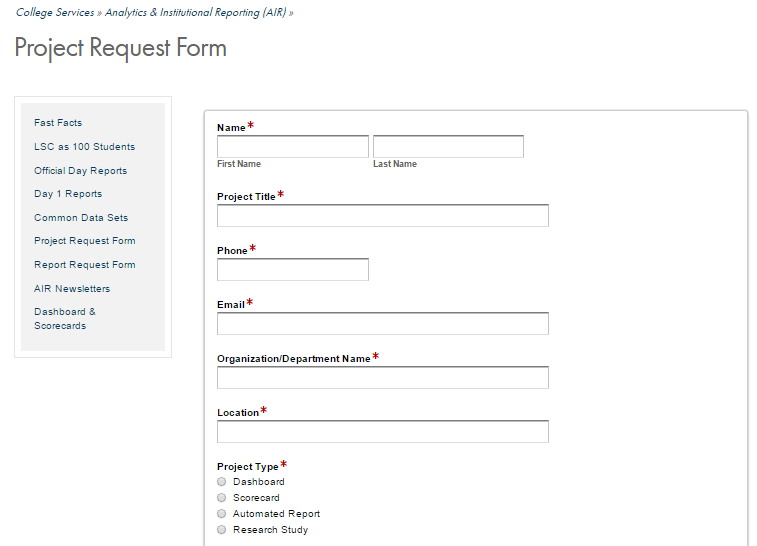 College Services » Analytics & Institutional Reporting (AIR) »
Project Request Form
Fast Facts
LSC as 100 Students
Official Day Reports
Day 1 Reports
Common Data Sets
Project Request Form
Report Request Form
AIR Newsletters
Dashboard &
Scorecards
Name*
First Name Last Name
Project Title*
Phone*
Email*
Organization/Department Name*
Location*
Project Type*
Dashboard
Scorecard
Automated Report
Research Study